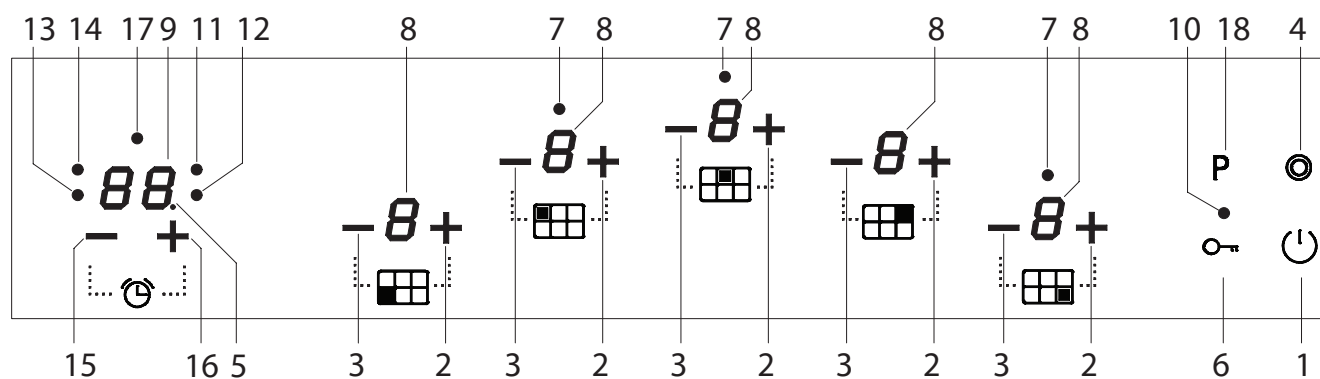 13 14 17 9 11 12 8 7 8 7 8 8 7 8 10 18 4
88. 8 8 8 8 8 P
− + − + − + − + − + − +
15 16 5 3 2 3 2 3 2 3 2 3 2 6 1